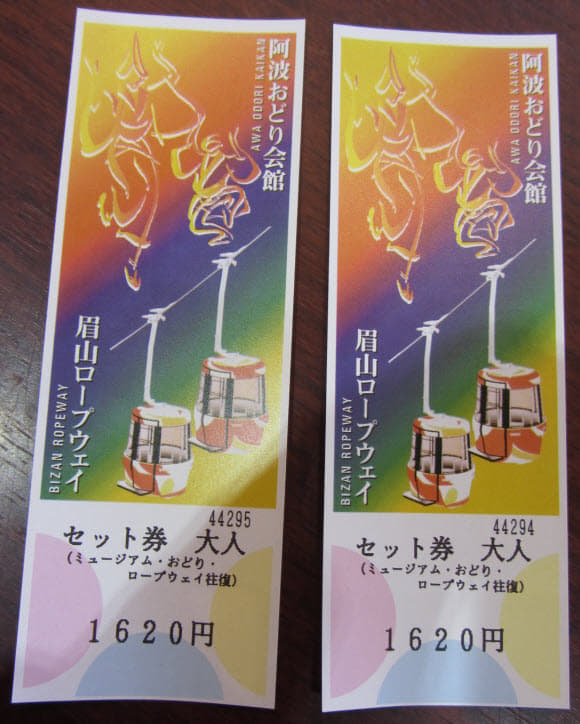 阿波おどり会館
AWA ODORI KAIKAN
眉山ロープウェイ
BIZAN ROPEWAY
44295
セット券 大人
(ミュージアム・おどり・
ロープウェイ往復)
1620円
阿波おどり会館
AWA ODORI KAIKAN
眉山ロープウェイ
BIZAN ROPEWAY
44294
セット券 大人
(ミュージアム・おどり・
ロープウェイ往復)
1620円